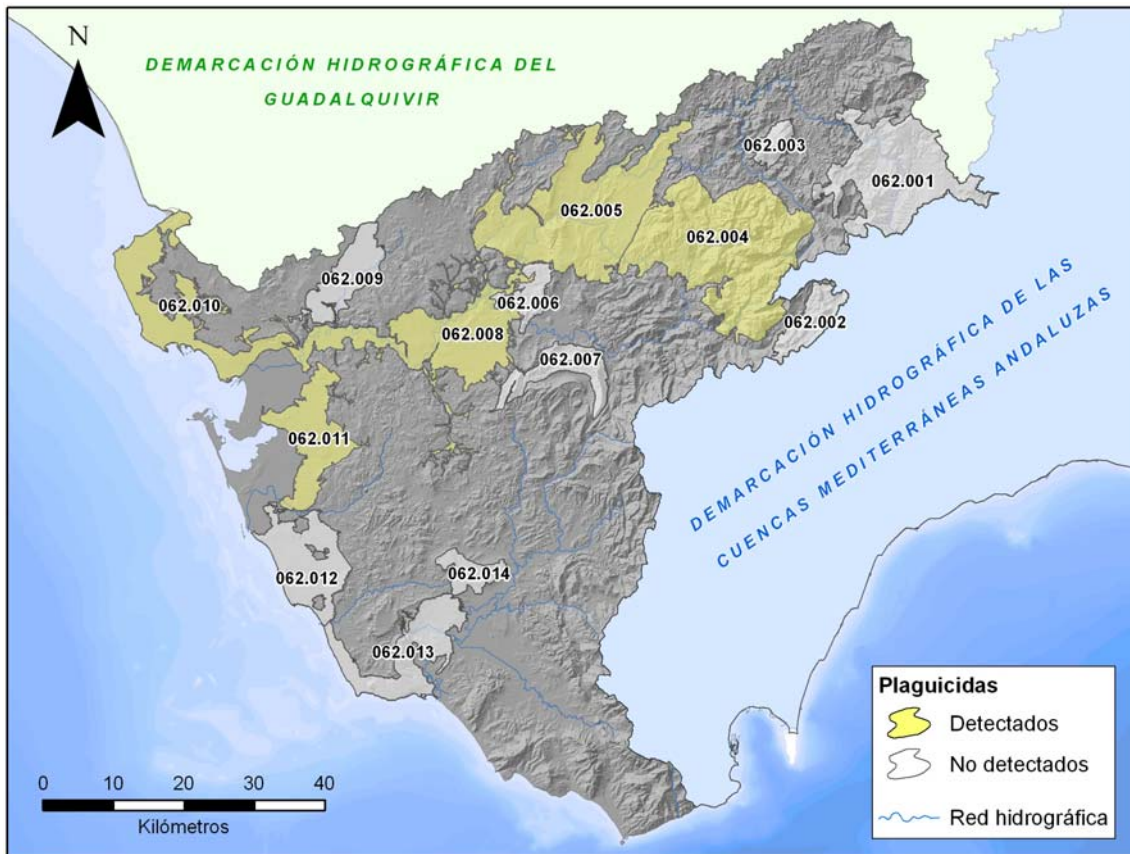 N
DEMARCACIÓN HIDROGRÁFICA DEL
GUADALQUIVIR
062.003
062.001
062.005
062.004
062.009
062.006
062.010
062.002
062.008
062.007
062.011
DEMARCACIÓN HIDROGRÁFICA DE LAS
CUENCAS MEDITERRÁNEAS ANDALUZAS
062.012
062.014
062.013
Plaguicidas
Detectados
No detectados
Red hidrográfica
0 10 20 30 40
Kilómetros